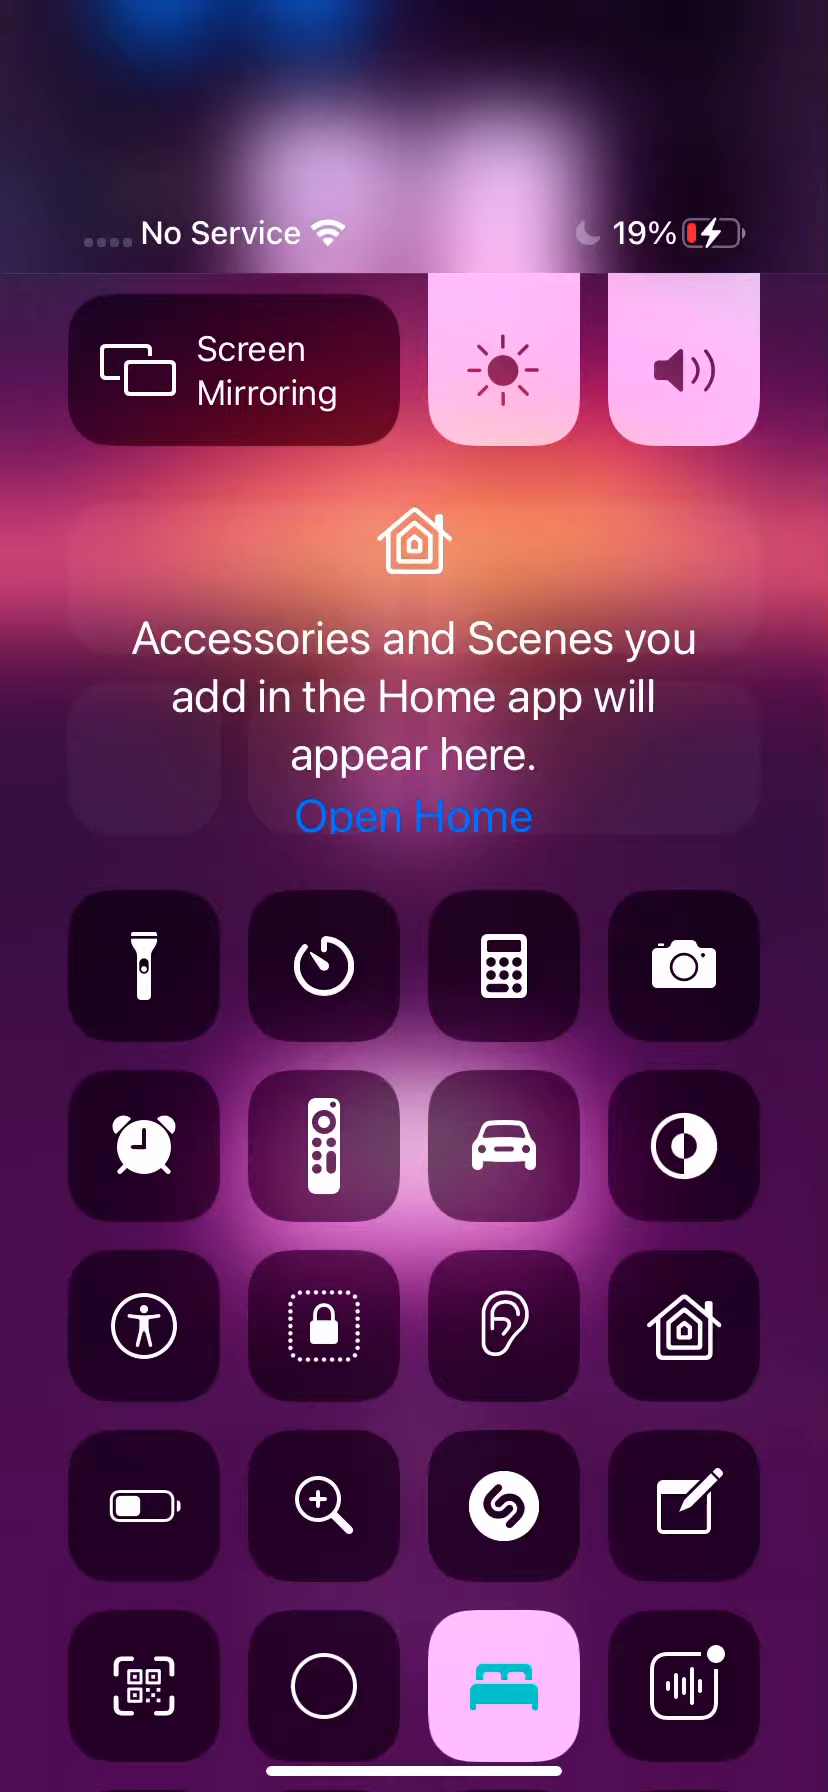 No Service 19%
Screen
Mirroring
Accessories and Scenes you
add in the Home app will
appear here.
Open Home